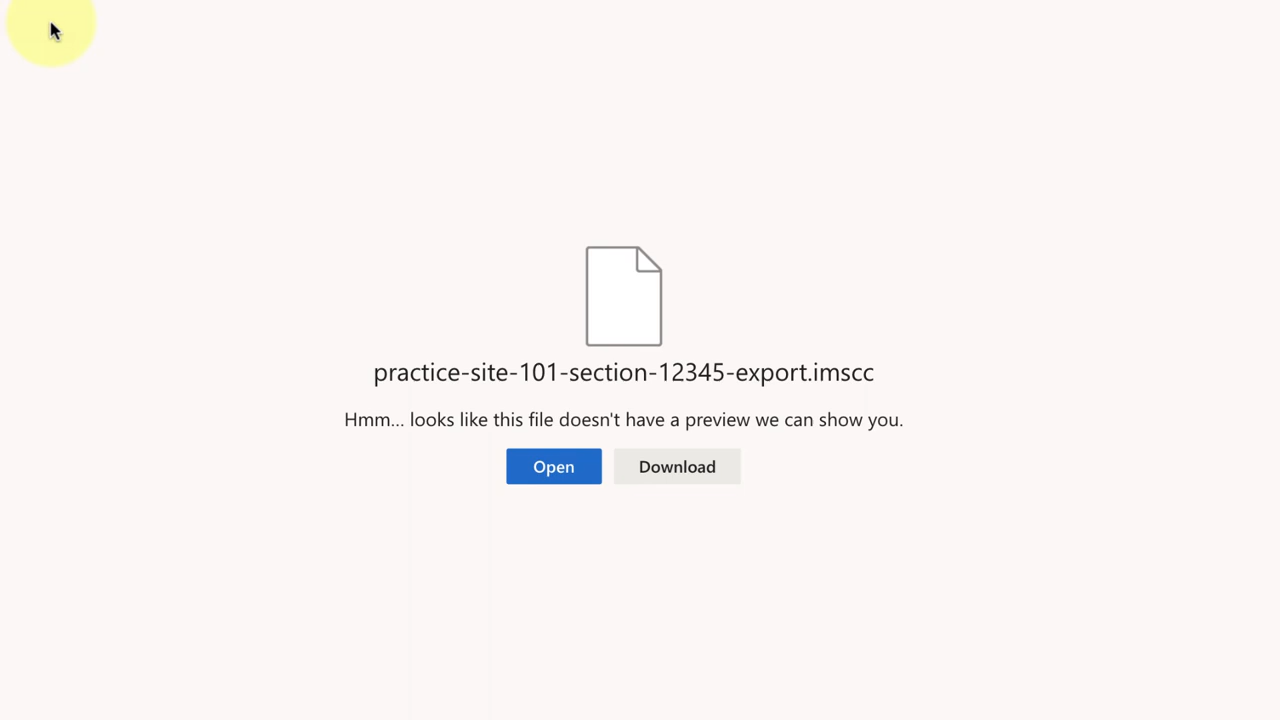 practice-site-101-section-12345-export.imscc
Hmm... looks like this file doesn't have a preview we can show you.
Open
Download